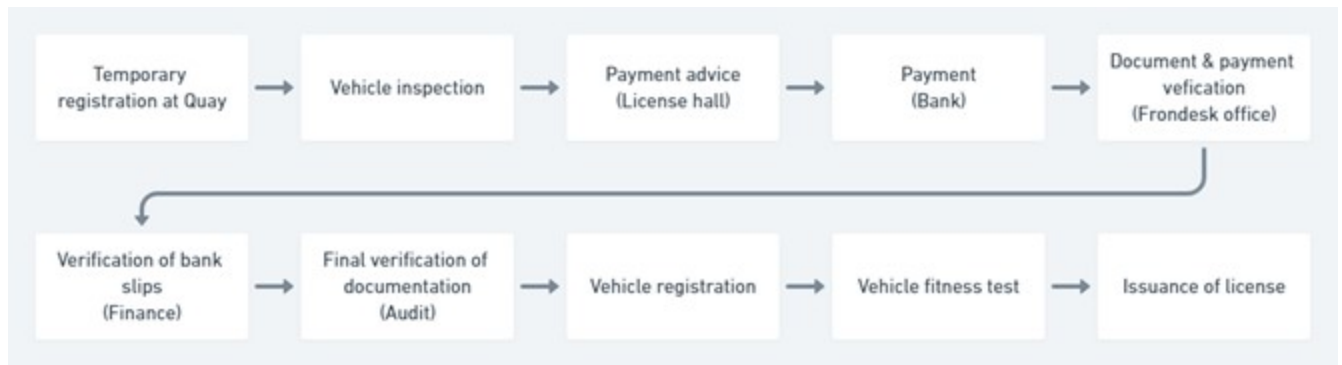 Temporary
registration at Quay
Vehicle inspection
Payment advice
(License hall)
Payment
(Bank)
Document & payment
vefication
(Frondesk office)
Verification of bank
slips
(Finance)
Final verification of
documentation
(Audit)
Vehicle registration
Vehicle fitness test
Issuance of license